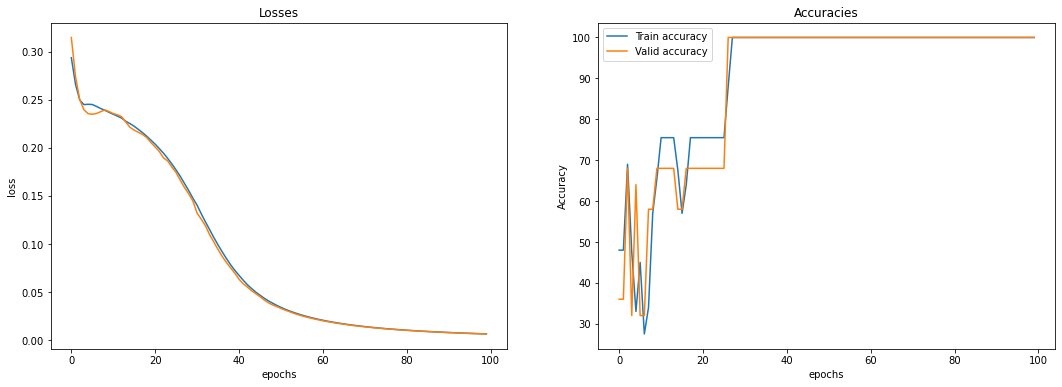 Losses
loss
0.30
0.25
0.20
0.15
0.10
0.05
0.00
0 20 40 60 80 100
epochs
Accuracies
Train accuracy
Valid accuracy
Accuracy
100
90
80
70
60
50
40
30
0 20 40 60 80 100
epochs